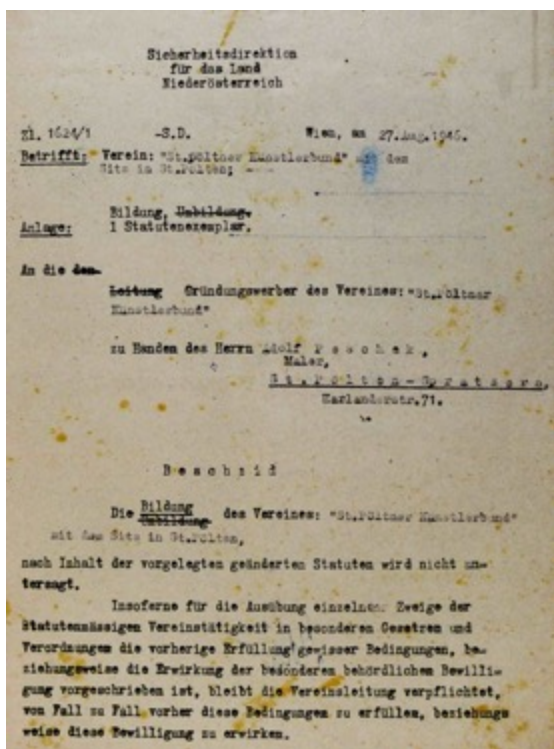 Sicherheitsdirektion
für das Land
Niederösterreich
Zl. 1624/1 -S.D. Wien, am 27. Aug. 1946.
Betrifft: Verein: "St.Pöltner Künstlerbund" mit dem
Sitz in St.Pölten;
Bildung, Umbildung.
Anlage: 1 Statutenexemplar.
An die den
Leitung Gründungswerber des Vereines: "St.Pöltner
Künstlerbund"
zu Handen des Herrn Adolf P e s c h e k ,
Maler,
S t . P ö l t e n - S p r a t z e r n ,
Karlanderstr.71.
B e s c h e i d
Bildung
Die Umbildung des Vereines: "St.Pöltner Künstlerbund"
mit dem Sitz in St.Pölten,
nach Inhalt der vorgelegten geänderten Statuten wird nicht un-
tersagt.
Insoferne für die Ausübung einzelner Zweige der
statutenmässigen Vereinstätigkeit in besonderen Gesetzen und
Verordnungen die vorherige Erfüllung gewisser Bedingungen, be-
ziehungsweise die Erwirkung der besonderen behördlichen Bewilli-
gung vorgeschrieben ist, bleibt die Vereinsleitung verpflichtet,
von Fall zu Fall vorher diese Bedingungen zu erfüllen, beziehungs
weise diese Bewilligung zu erwirken.